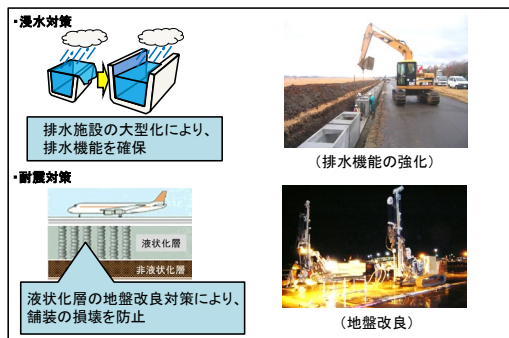 ・浸水対策
排水施設の大型化により、
排水機能を確保
（排水機能の強化）
・耐震対策
液状化層
非液状化層
液状化層の地盤改良対策により、
舗装の損壊を防止
（地盤改良）